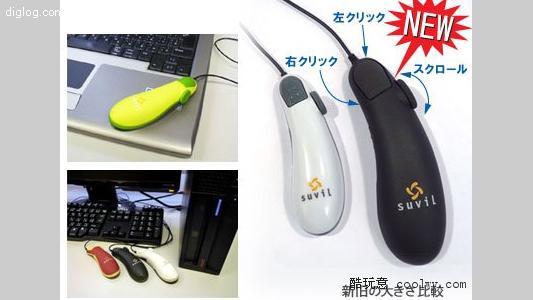 diglog.com
左クリック
NEW
右クリック
スクロール
suvil
suvil
酷玩意 coolwy.com
新旧の大きさ比較